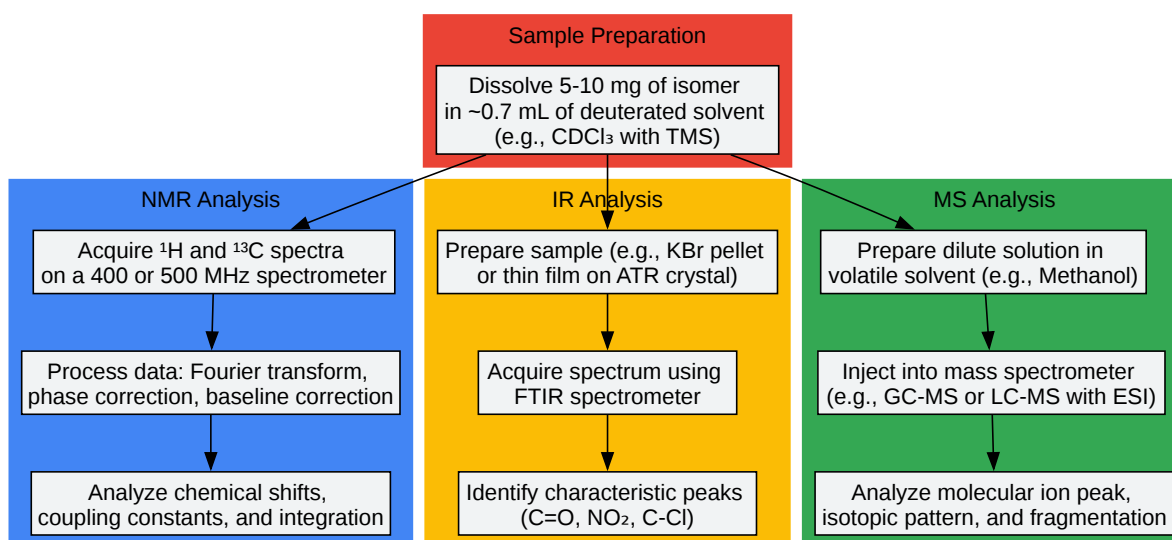 Sample Preparation
Dissolve 5-10 mg of isomer
in ~0.7 mL of deuterated solvent
(e.g., CDCl₃ with TMS)
NMR Analysis
Acquire ¹H and ¹³C spectra
on a 400 or 500 MHz spectrometer
Process data: Fourier transform,
phase correction, baseline correction
Analyze chemical shifts,
coupling constants, and integration
IR Analysis
Prepare sample (e.g., KBr pellet
or thin film on ATR crystal)
Acquire spectrum using
FTIR spectrometer
Identify characteristic peaks
(C=O, NO₂, C-Cl)
MS Analysis
Prepare dilute solution in
volatile solvent (e.g., Methanol)
Inject into mass spectrometer
(e.g., GC-MS or LC-MS with ESI)
Analyze molecular ion peak,
isotopic pattern, and fragmentation